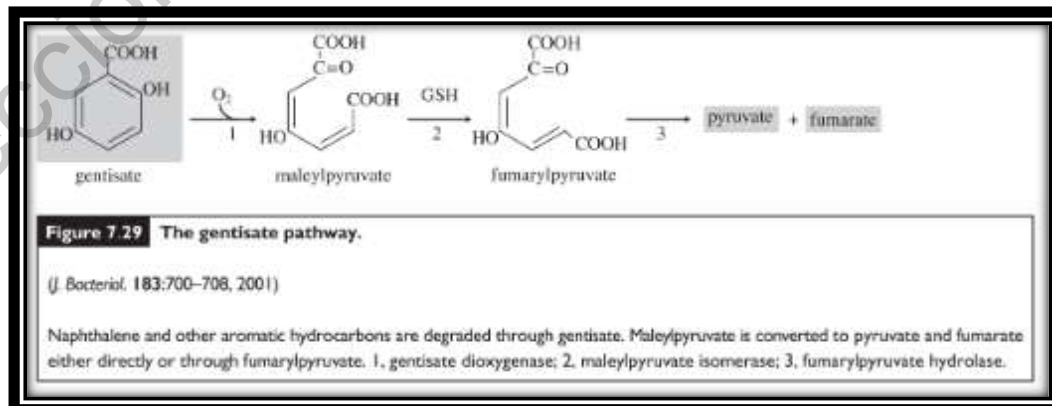 COOH
OH
HO
gentisate
O₂
1
COOH
C=O
COOH
HO
maleylpyruvate
GSH
2
COOH
C=O
HO
COOH
fumarylpyruvate
3
pyruvate + fumarate
Figure 7.29 The gentisate pathway.
(J. Bacteriol. 183:700–708, 2001)
Naphthalene and other aromatic hydrocarbons are degraded through gentisate. Maleylpyruvate is converted to pyruvate and fumarate
either directly or through fumarylpyruvate. 1, gentisate dioxygenase; 2, maleylpyruvate isomerase; 3, fumarylpyruvate hydrolase.